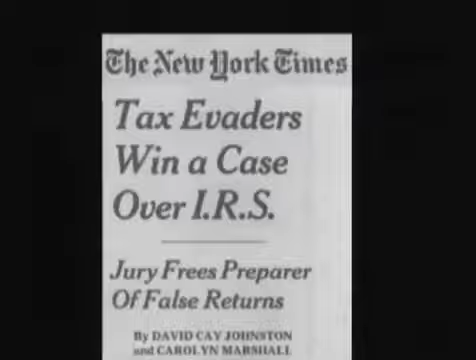 The New York Times
Tax Evaders
Win a Case
Over I.R.S.
Jury Frees Preparer
Of False Returns
By DAVID CAY JOHNSTON
and CAROLYN MARSHALL